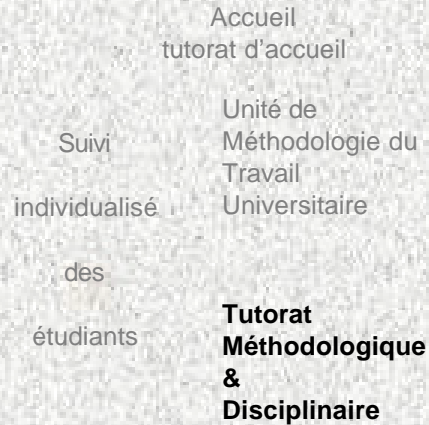 Accueil
tutorat d’accueil
Suivi
individualisé
des
étudiants
Unité de
Méthodologie du
Travail
Universitaire
Tutorat
Méthodologique
&
Disciplinaire